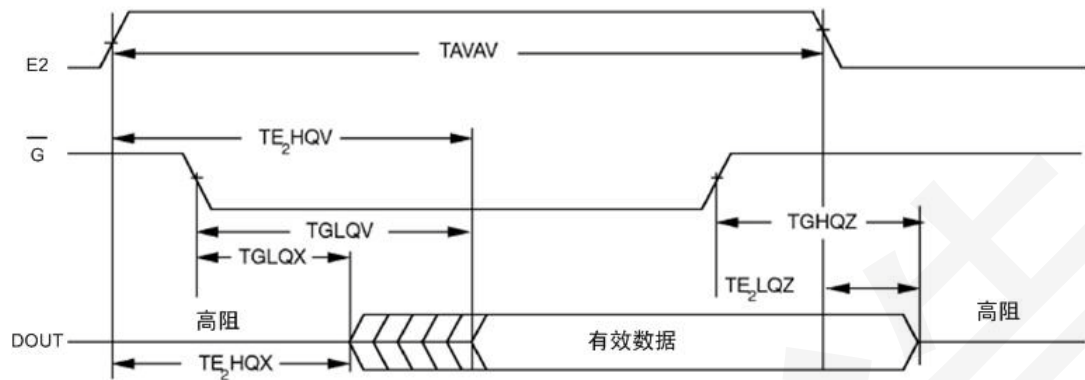 E2
TAVAV
TE₂HQV
G̅
TGLQV
TGHQZ
TGLQX
TE₂LQZ
高阻
高阻
DOUT
有效数据
TE₂HQX